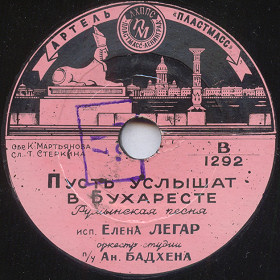 АРТЕЛЬ „ПЛАСТМАСС"
ПМ
обр. К. Мартьянова
Сл. Т. Стеркина
В
1292
ПУСТЬ УСЛЫШАТ
В БУХАРЕСТЕ
Румынская песня
исп. ЕЛЕНА ЛЕГАР
оркестр студии
п/у Ан. БАДХЕНА